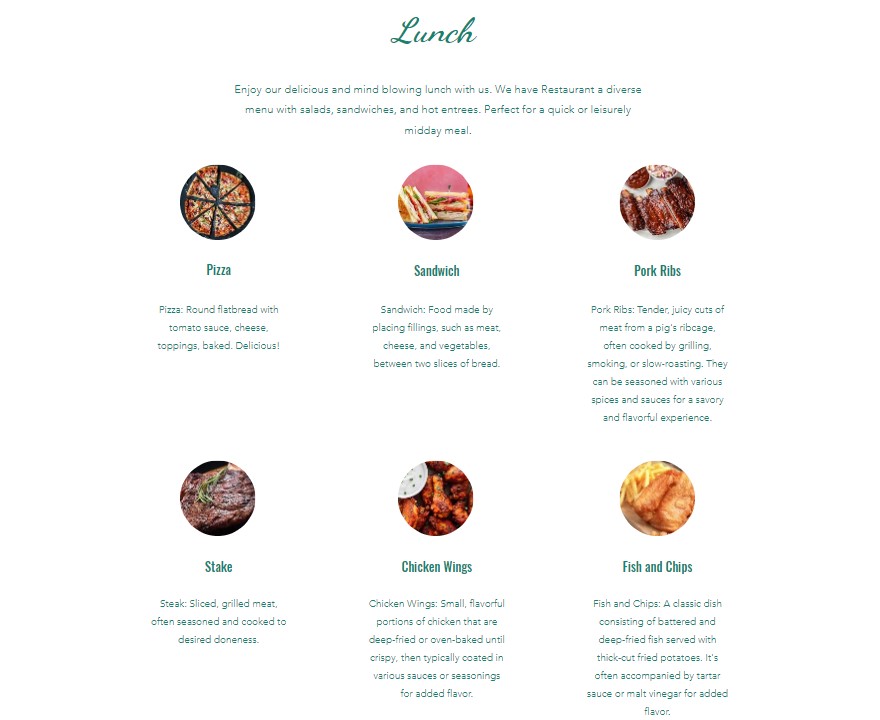 Lunch
Enjoy our delicious and mind blowing lunch with us. We have Restaurant a diverse
menu with salads, sandwiches, and hot entrees. Perfect for a quick or leisurely
midday meal.
Pizza
Pizza: Round flatbread with
tomato sauce, cheese,
toppings, baked. Delicious!
Sandwich
Sandwich: Food made by
placing fillings, such as meat,
cheese, and vegetables,
between two slices of bread.
Pork Ribs
Pork Ribs: Tender, juicy cuts of
meat from a pig's ribcage,
often cooked by grilling,
smoking, or slow-roasting. They
can be seasoned with various
spices and sauces for a savory
and flavorful experience.
Stake
Steak: Sliced, grilled meat,
often seasoned and cooked to
desired doneness.
Chicken Wings
Chicken Wings: Small, flavorful
portions of chicken that are
deep-fried or oven-baked until
crispy, then typically coated in
various sauces or seasonings
for added flavor.
Fish and Chips
Fish and Chips: A classic dish
consisting of battered and
deep-fried fish served with
thick-cut fried potatoes. It's
often accompanied by tartar
sauce or malt vinegar for added
flavor.